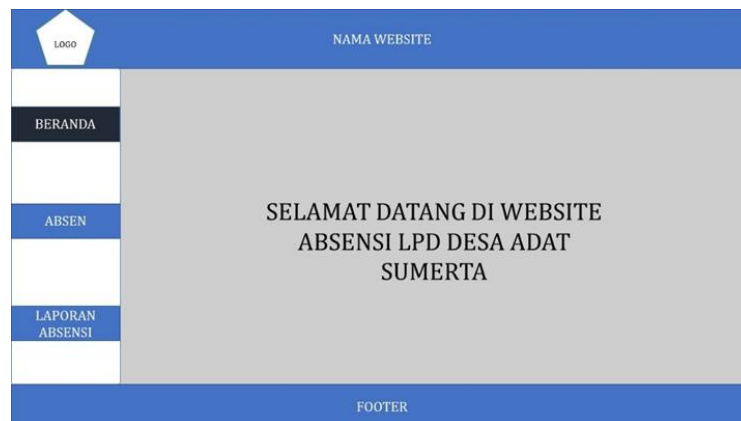 LOGO
NAMA WEBSITE
BERANDA
ABSEN
LAPORAN
ABSENSI
SELAMAT DATANG DI WEBSITE
ABSENSI LPD DESA ADAT
SUMERTA
FOOTER